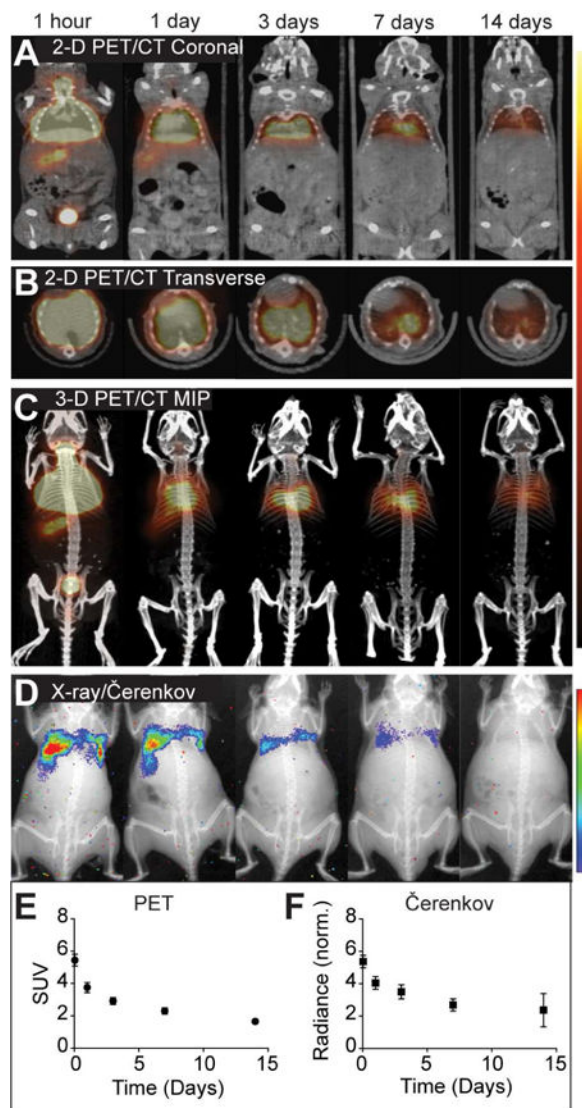 1 hour 1 day 3 days 7 days 14 days
A 2-D PET/CT Coronal
B 2-D PET/CT Transverse
C 3-D PET/CT MIP
D X-ray/Čerenkov
E PET
8
6
4
2
0
SUV
0 5 10 15
Time (Days)
F Čerenkov
8
6
4
2
0
Radiance (norm.)
0 5 10 15
Time (Days)